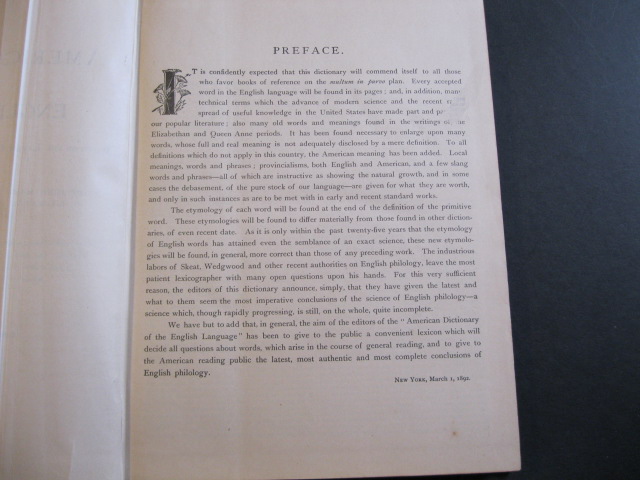 PREFACE.
IT is confidently expected that this dictionary will commend itself to all those
who favor books of reference on the multum in parvo plan. Every accepted
word in the English language will be found in its pages; and, in addition, many
technical terms which the advance of modern science and the recent
spread of useful knowledge in the United States have made part and
our popular literature; also many old words and meanings found in the writings
Elizabethan and Queen Anne periods. It has been found necessary to enlarge upon many
words, whose full and real meaning is not adequately disclosed by a mere definition. To all
definitions which do not apply in this country, the American meaning has been added. Local
meanings, words and phrases; provincialisms, both English and American, and a few slang
words and phrases—all of which are instructive as showing the natural growth, and in some
cases the debasement, of the pure stock of our language—are given for what they are worth,
and only in such instances as are to be met with in early and recent standard works.
The etymology of each word will be found at the end of the definition of the primitive
word. These etymologies will be found to differ materially from those found in other diction-
aries, of even recent date. As it is only within the past twenty-five years that the etymology
of English words has attained even the semblance of an exact science, these new etymolo-
gies will be found, in general, more correct than those of any preceding work. The industrious
labors of Skeat, Wedgwood and other recent authorities on English philology, leave the most
patient lexicographer with many open questions upon his hands. For this very sufficient
reason, the editors of this dictionary announce, simply, that they have given the latest and
what to them seem the most imperative conclusions of the science of English philology—a
science which, though rapidly progressing, is still, on the whole, quite incomplete.
We have but to add that, in general, the aim of the editors of the "American Dictionary
of the English Language" has been to give to the public a convenient lexicon which will
decide all questions about words, which arise in the course of general reading, and to give to
the American reading public the latest, most authentic and most complete conclusions of
English philology.
NEW YORK, March 1, 1892.